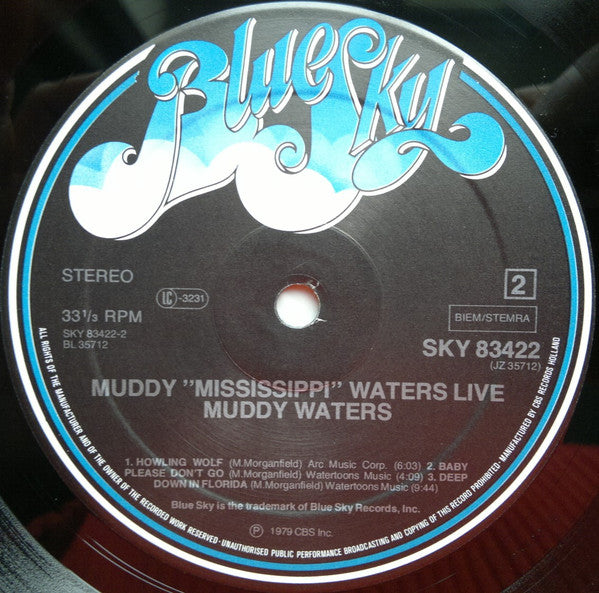 Blue Sky
STEREO
LC -3231
2
33 1/3 RPM
BIEM/STEMRA
SKY 83422-2
BL 35712
SKY 83422
(JZ 35712)
MUDDY "MISSISSIPPI" WATERS LIVE
MUDDY WATERS
1. HOWLING WOLF (M.Morganfield) Arc Music Corp. (6:03) 2. BABY
PLEASE DON'T GO (M.Morganfield) Watertoons Music (4:09) 3. DEEP
DOWN IN FLORIDA (M.Morganfield) Watertoons Music (9:44)
Blue Sky is the trademark of Blue Sky Records, Inc.
℗ 1979 CBS Inc.
ALL RIGHTS OF THE MANUFACTURER AND OF THE OWNER OF THE RECORDED WORK RESERVED · UNAUTHORISED PUBLIC PERFORMANCE BROADCASTING AND COPYING OF THIS RECORD PROHIBITED · MANUFACTURED BY CBS RECORDS HOLLAND